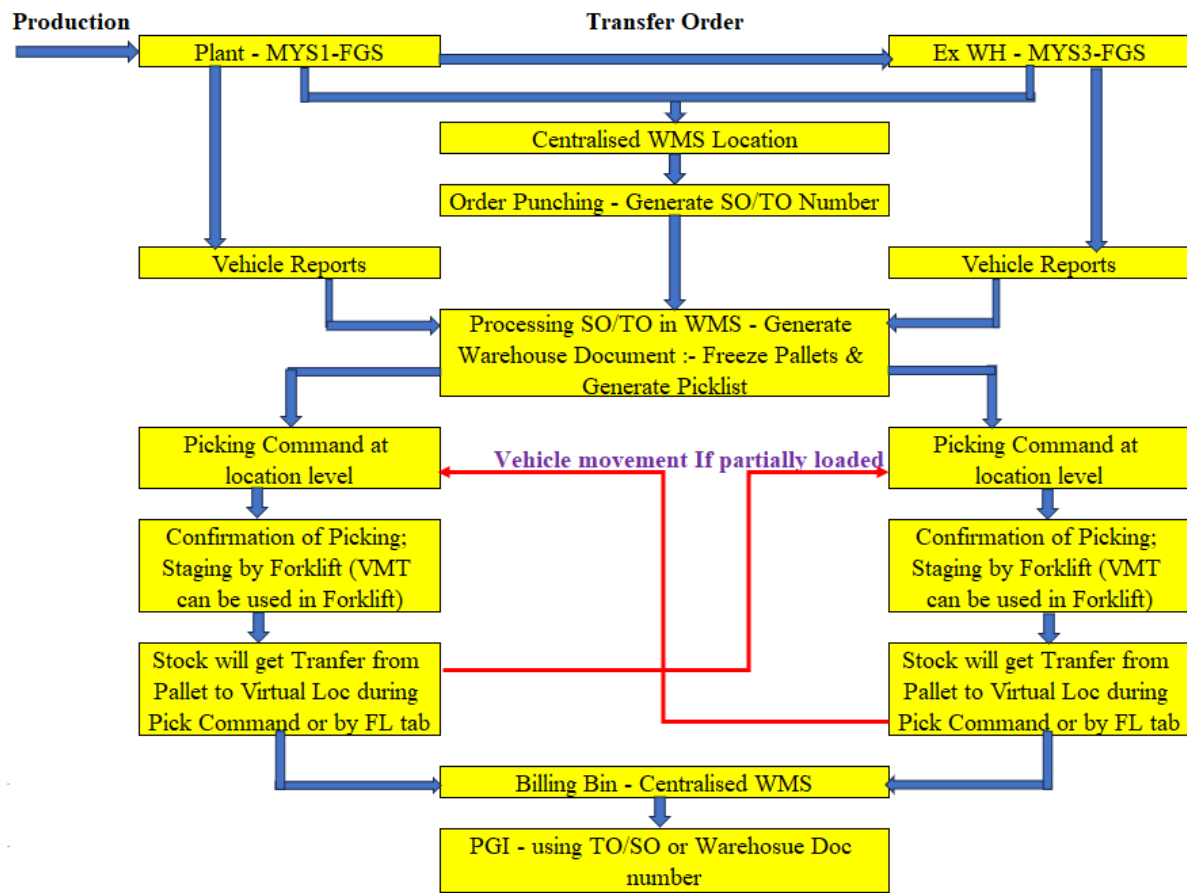 Production
Transfer Order
Plant - MYS1-FGS
Ex WH - MYS3-FGS
Centralised WMS Location
Order Punching - Generate SO/TO Number
Vehicle Reports
Vehicle Reports
Processing SO/TO in WMS - Generate
Warehouse Document :- Freeze Pallets &
Generate Picklist
Picking Command at
location level
Vehicle movement If partially loaded
Picking Command at
location level
Confirmation of Picking;
Staging by Forklift (VMT
can be used in Forklift)
Confirmation of Picking;
Staging by Forklift (VMT
can be used in Forklift)
Stock will get Tranfer from
Pallet to Virtual Loc during
Pick Command or by FL tab
Stock will get Tranfer from
Pallet to Virtual Loc during
Pick Command or by FL tab
Billing Bin - Centralised WMS
PGI - using TO/SO or Warehosue Doc
number